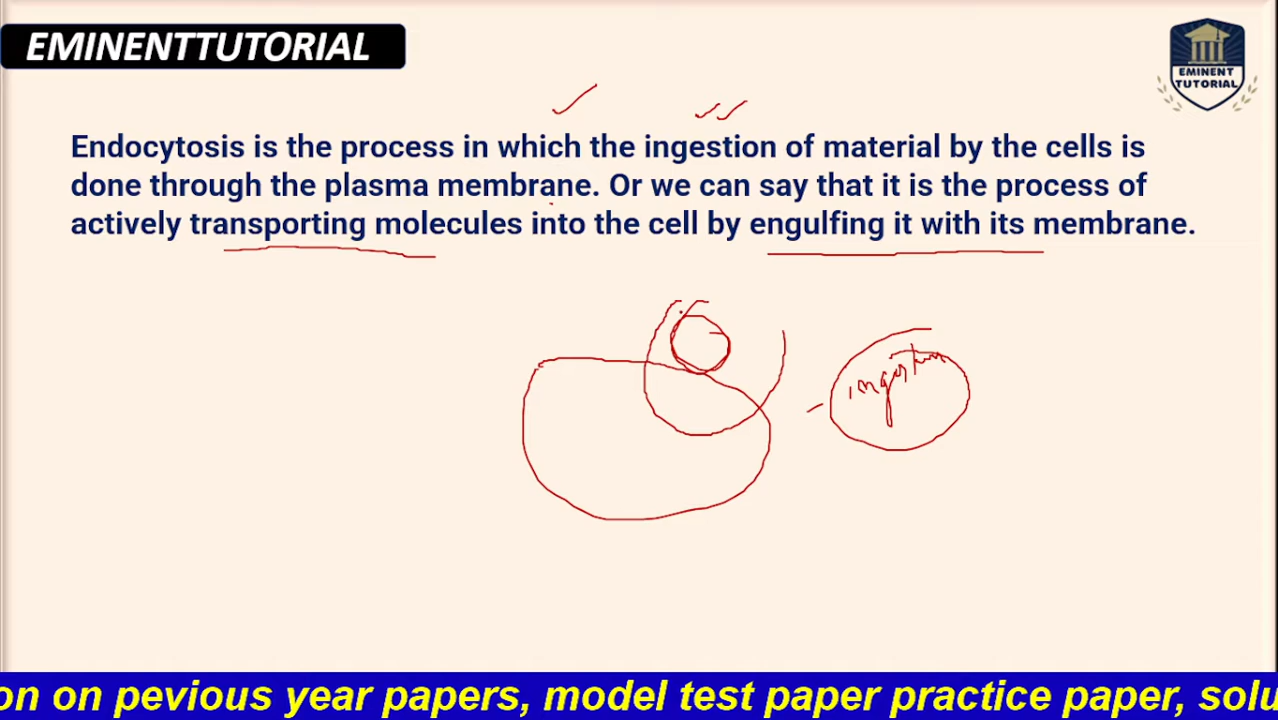 EMINENTTUTORIAL
EMINENT
TUTORIAL
Endocytosis is the process in which the ingestion of material by the cells is
done through the plasma membrane. Or we can say that it is the process of
actively transporting molecules into the cell by engulfing it with its membrane.
ingestion
on on pevious year papers, model test paper practice paper, solu